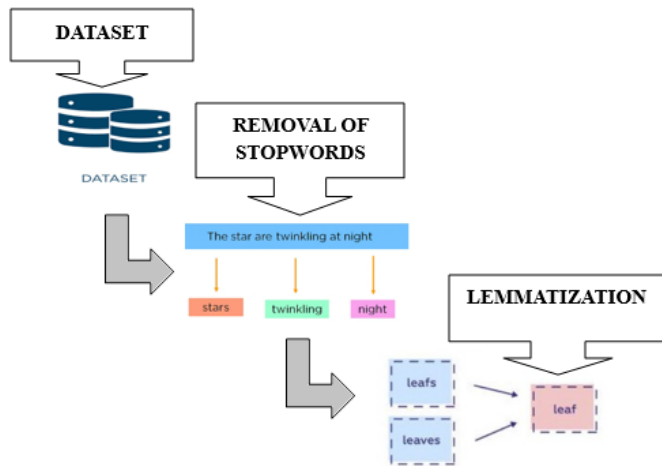 DATASET
DATASET
REMOVAL OF
STOPWORDS
The star are twinkling at night
stars
twinkling
night
LEMMATIZATION
leafs
leaf
leaves